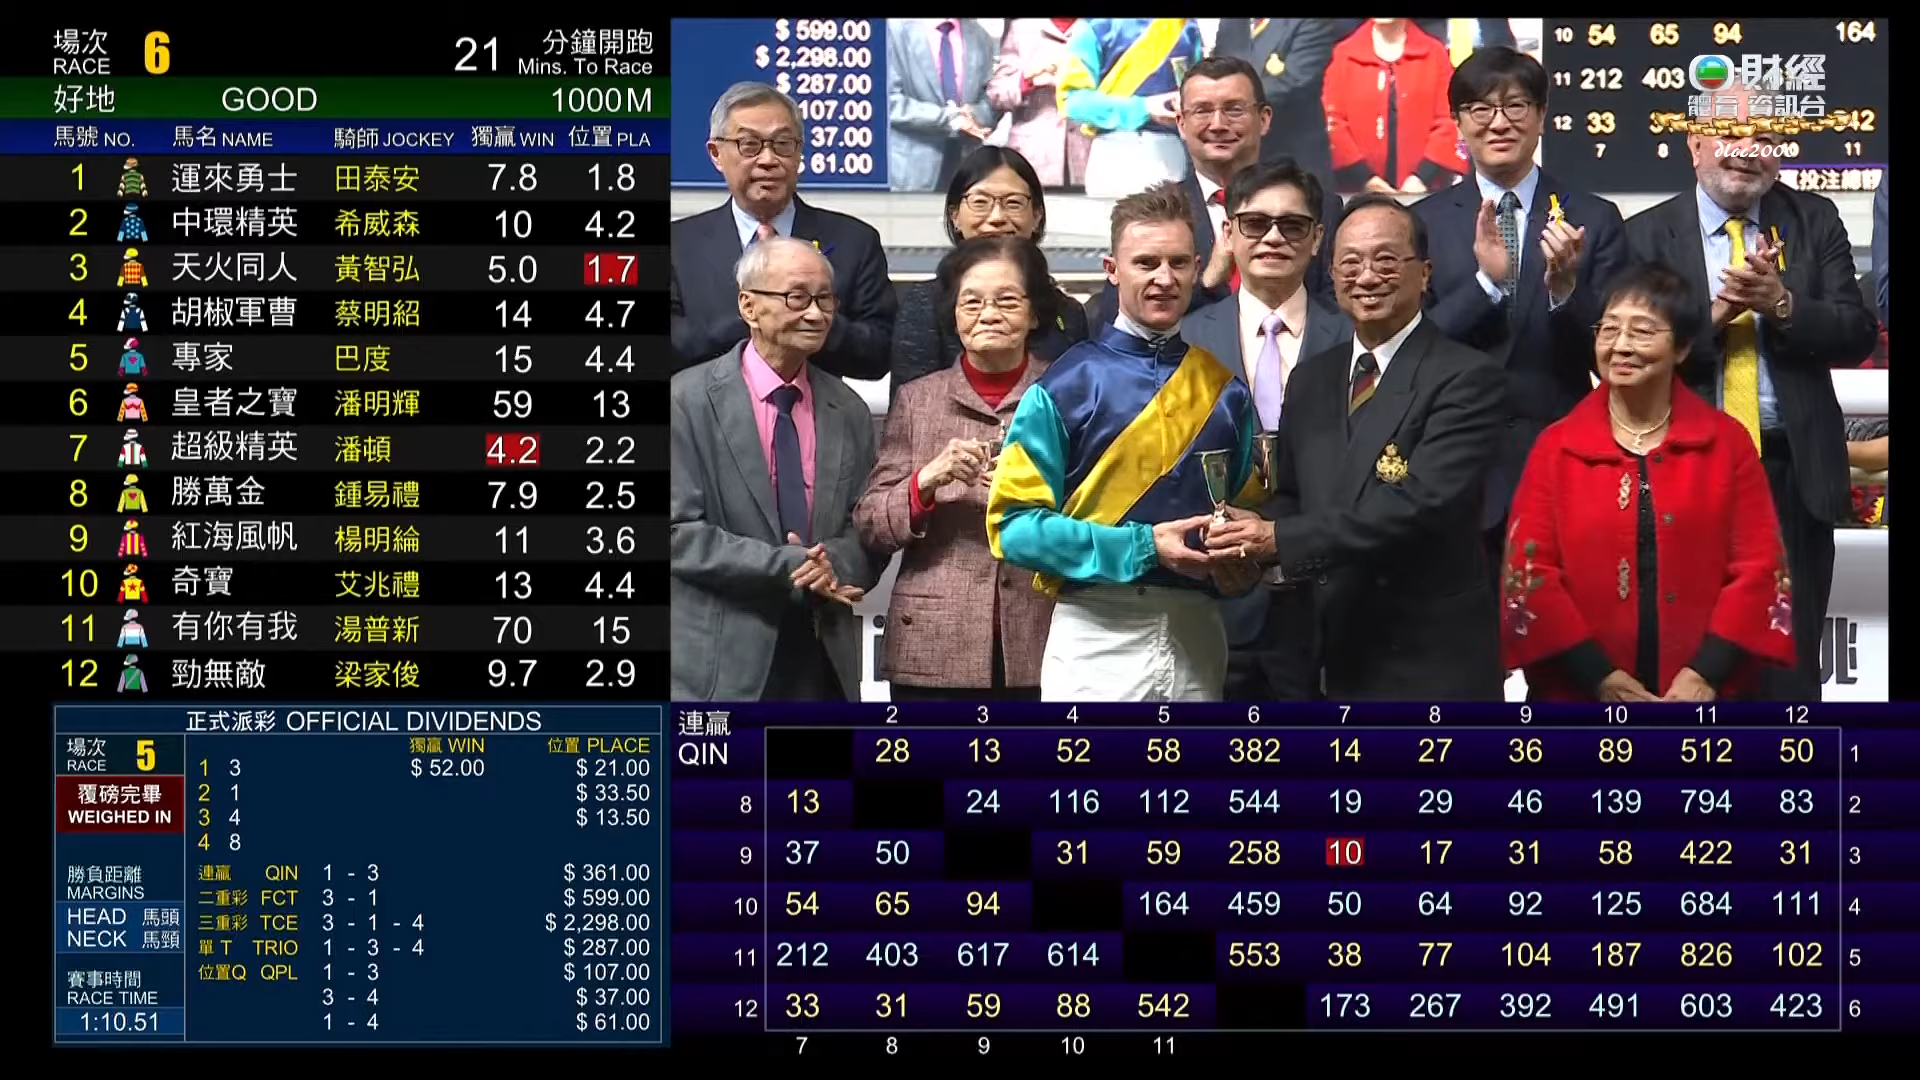 場次 6 21 分鐘開跑
RACE Mins. To Race
好地 GOOD 1000M
馬號 NO. 馬名 NAME 騎師 JOCKEY 獨贏 WIN 位置 PLA
1 運來勇士 田泰安 7.8 1.8
2 中環精英 希威森 10 4.2
3 天火同人 黃智弘 5.0 1.7
4 胡椒軍曹 蔡明紹 14 4.7
5 專家 巴度 15 4.4
6 皇者之寶 潘明輝 59 13
7 超級精英 潘頓 4.2 2.2
8 勝萬金 鍾易禮 7.9 2.5
9 紅海風帆 楊明綸 11 3.6
10 奇寶 艾兆禮 13 4.4
11 有你有我 湯普新 70 15
12 勁無敵 梁家俊 9.7 2.9
正式派彩 OFFICIAL DIVIDENDS
場次 5 獨贏 WIN 位置 PLACE
RACE
1 3 $ 52.00 $ 21.00
2 1 $ 33.50
3 4 $ 13.50
4 8
覆磅完畢
WEIGHED IN
勝負距離
MARGINS
HEAD 馬頭
NECK 馬頸
賽事時間
RACE TIME
1:10.51
連贏 QIN 1 - 3 $ 361.00
二重彩 FCT 3 - 1 $ 599.00
三重彩 TCE 3 - 1 - 4 $ 2,298.00
單 T TRIO 1 - 3 - 4 $ 287.00
位置Q QPL 1 - 3 $ 107.00
3 - 4 $ 37.00
1 - 4 $ 61.00
$ 599.00
$ 2,298.00
$ 287.00
107.00
37.00
61.00
10 54 65 94 164
11 212 403
12 33
7 8 11
財經
體育 資訊台
dlcc2000
連贏
QIN
2 3 4 5 6 7 8 9 10 11 12
28 13 52 58 382 14 27 36 89 512 50 1
8 13 24 116 112 544 19 29 46 139 794 83 2
9 37 50 31 59 258 10 17 31 58 422 31 3
10 54 65 94 164 459 50 64 92 125 684 111 4
11 212 403 617 614 553 38 77 104 187 826 102 5
12 33 31 59 88 542 173 267 392 491 603 423 6
7 8 9 10 11